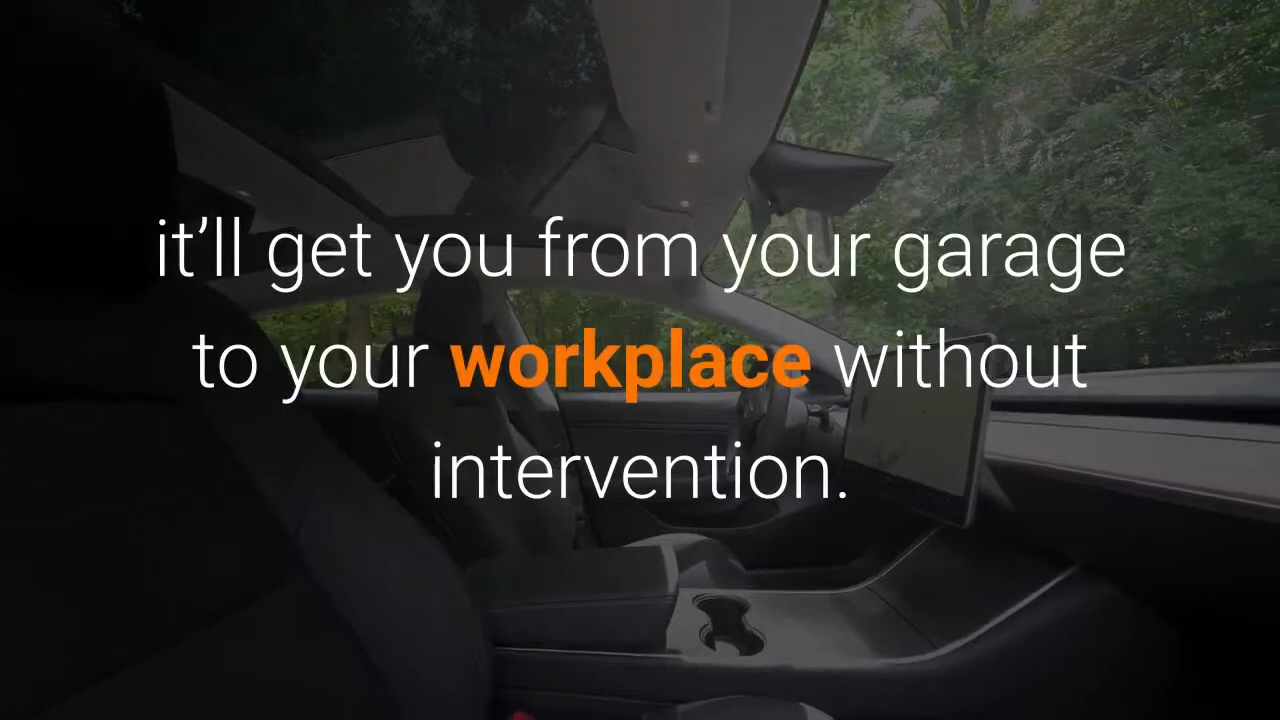 it’ll get you from your garage
to your workplace without
intervention.